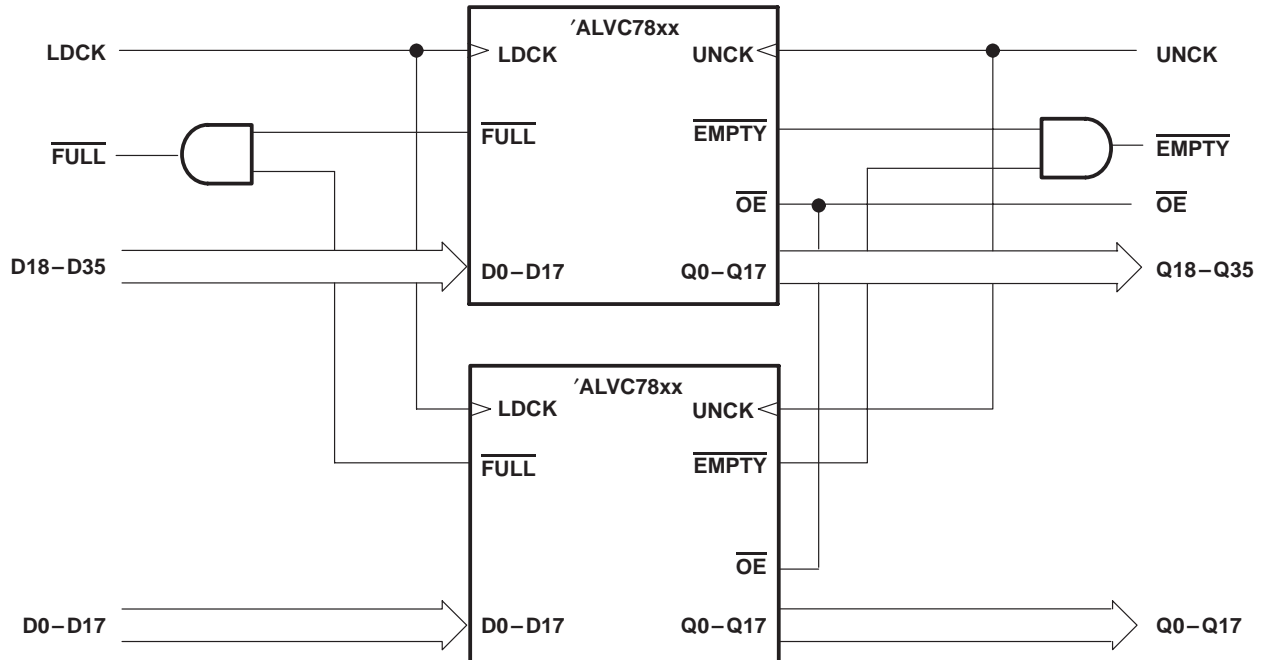 ′ALVC78xx
LDCK
LDCK
UNCK
UNCK
FULL
FULL
EMPTY
EMPTY
OE
OE
D18–D35
D0–D17
Q0–Q17
Q18–Q35
′ALVC78xx
LDCK
UNCK
FULL
EMPTY
OE
D0–D17
D0–D17
Q0–Q17
Q0–Q17